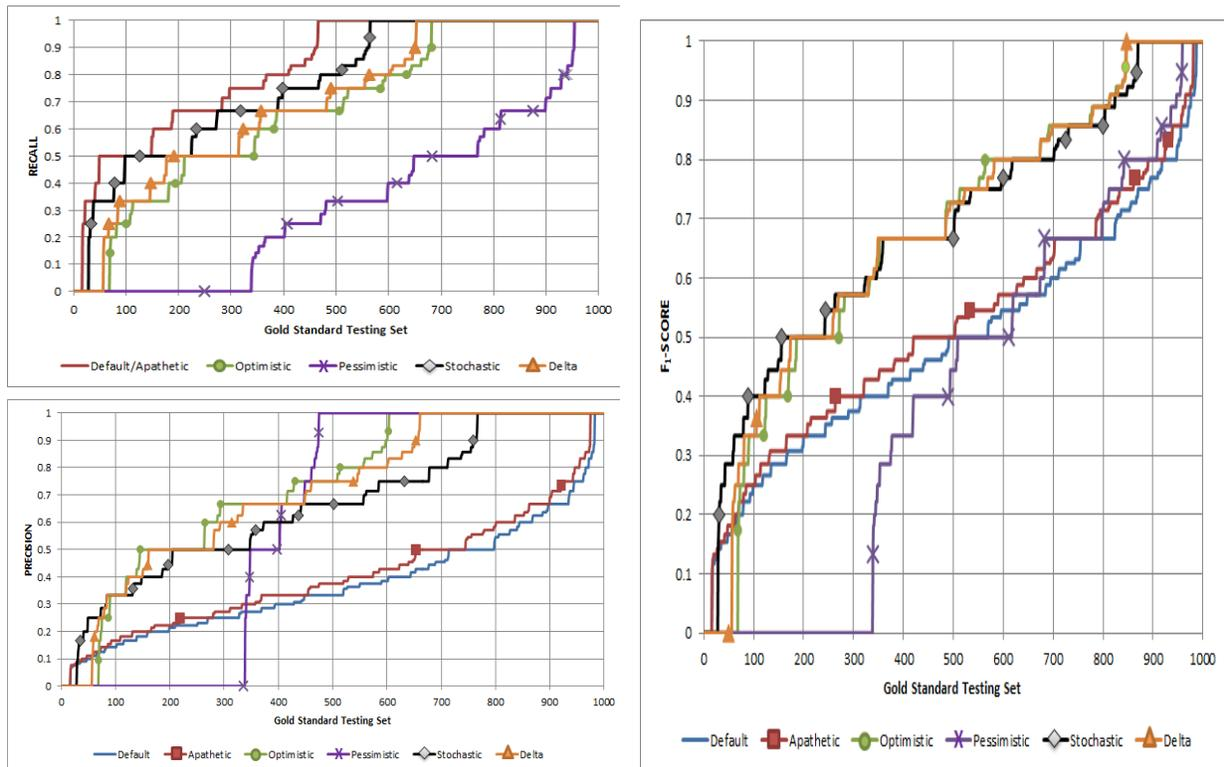 1
0.9
0.8
0.7
0.6
0.5
0.4
0.3
0.2
0.1
0
RECALL
0 100 200 300 400 500 600 700 800 900 1000
Gold Standard Testing Set
Default/Apathetic Optimistic Pessimistic Stochastic Delta
1
0.9
0.8
0.7
0.6
0.5
0.4
0.3
0.2
0.1
0
PRECISION
0 100 200 300 400 500 600 700 800 900 1000
Gold Standard Testing Set
Default Apathetic Optimistic Pessimistic Stochastic Delta
1
0.9
0.8
0.7
0.6
0.5
0.4
0.3
0.2
0.1
0
F₁-SCORE
0 100 200 300 400 500 600 700 800 900 1000
Gold Standard Testing Set
Default Apathetic Optimistic Pessimistic Stochastic Delta